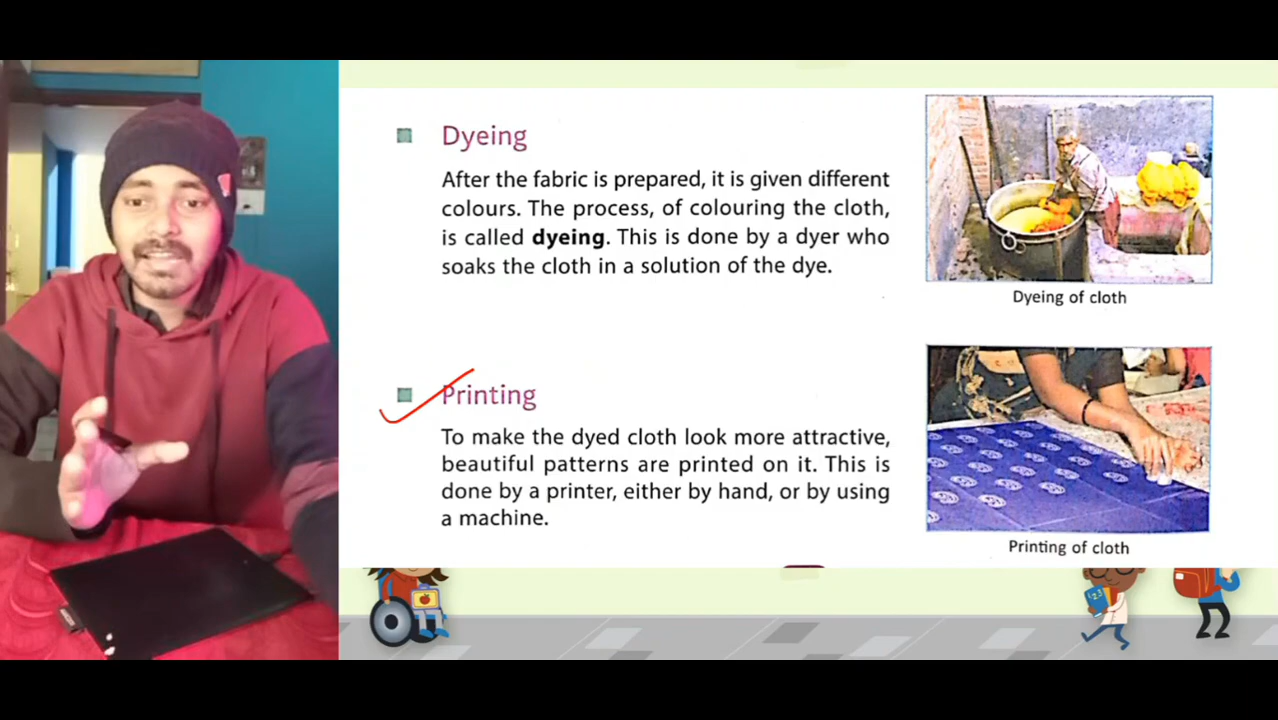 Dyeing
After the fabric is prepared, it is given different
colours. The process, of colouring the cloth,
is called dyeing. This is done by a dyer who
soaks the cloth in a solution of the dye.
Dyeing of cloth
Printing
To make the dyed cloth look more attractive,
beautiful patterns are printed on it. This is
done by a printer, either by hand, or by using
a machine.
Printing of cloth